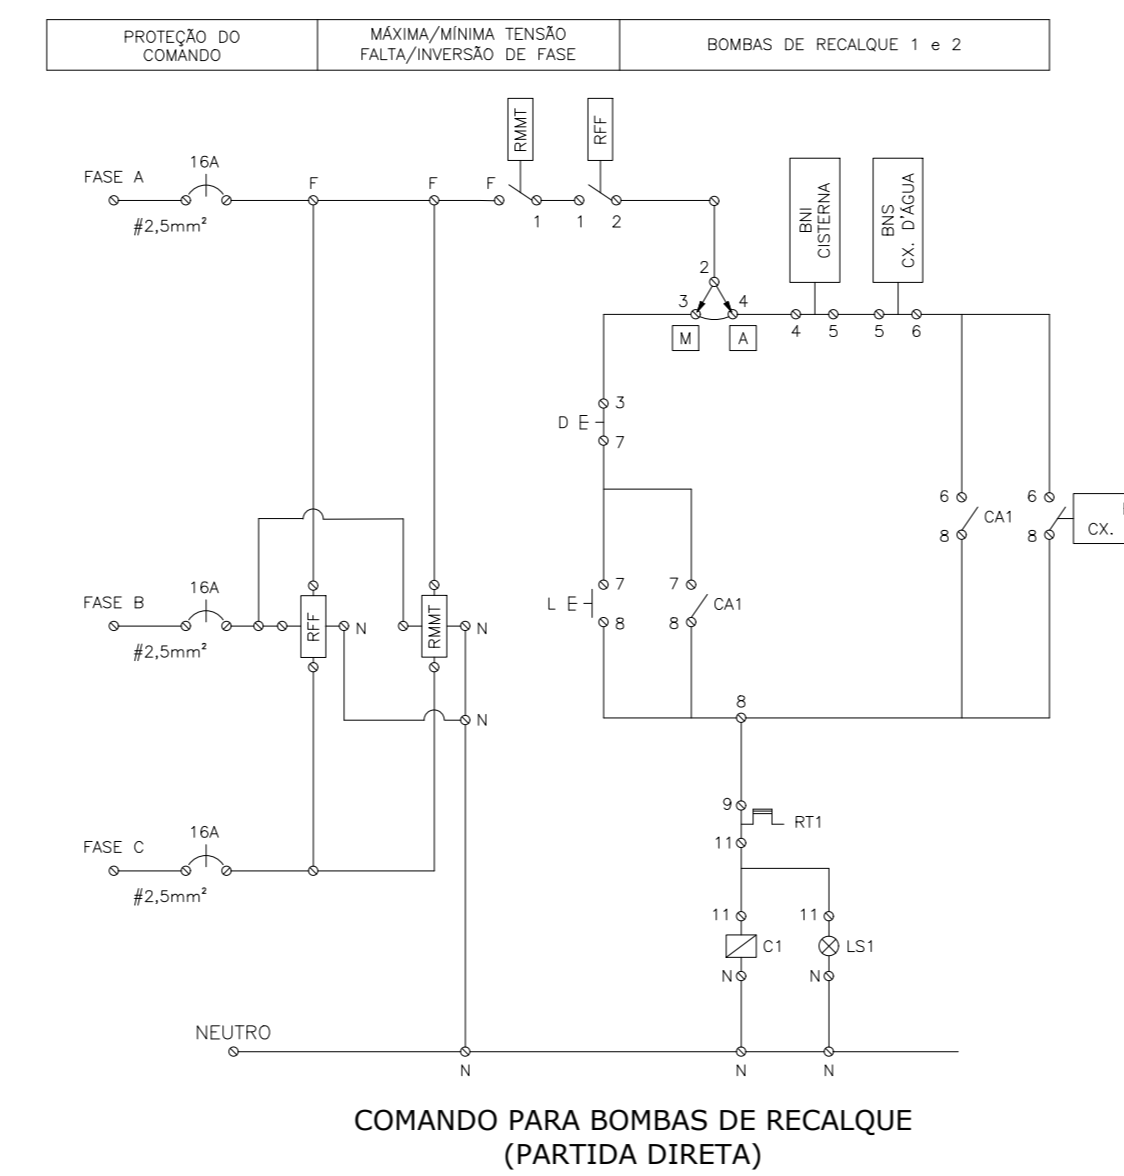 PROTEÇÃO DO
COMANDO
MÁXIMA/MÍNIMA TENSÃO
FALTA/INVERSÃO DE FASE
BOMBAS DE RECALQUE 1 e 2
RMMT
RFF
16A
FASE A
#2,5mm²
F
F
F
1
1
2
BNI
CISTERNA
BNS
CX. D'ÁGUA
2
3
4
M
A
4
5
5
6
3
D E
7
6
8
CA1
6
8
CX.
16A
FASE B
#2,5mm²
RFF
N
RMMT
N
N
7
L E
8
7
8
CA1
8
9
RT1
11
16A
FASE C
#2,5mm²
11
C1
N
11
LS1
N
NEUTRO
N
N
N
COMANDO PARA BOMBAS DE RECALQUE
(PARTIDA DIRETA)